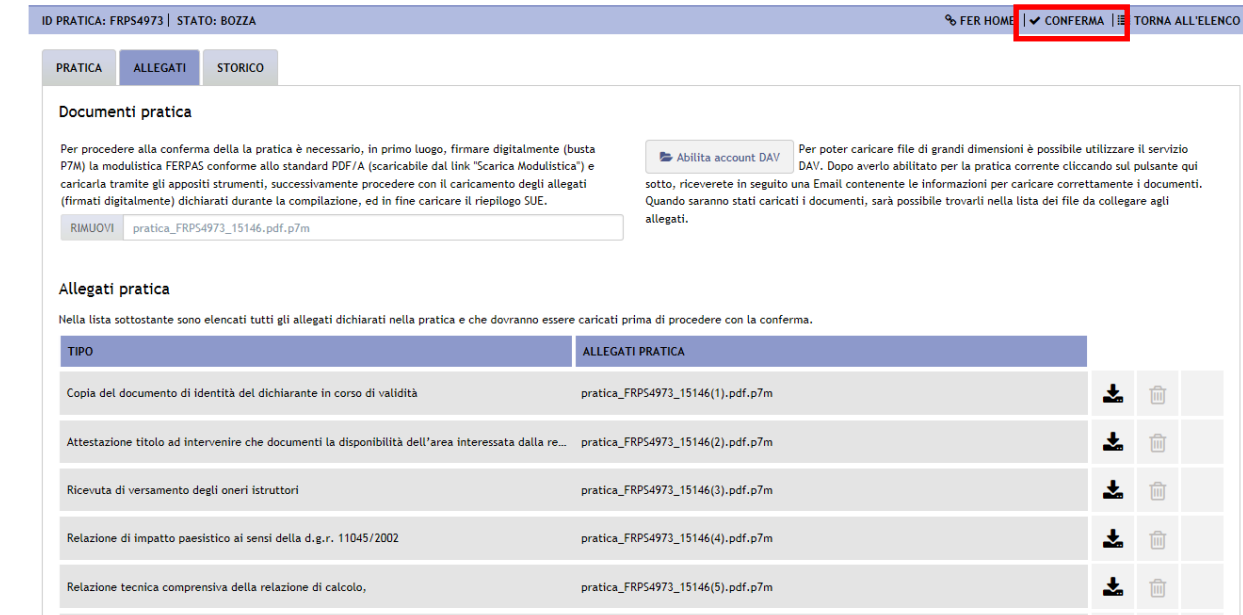 ID PRATICA: FRPS4973 | STATO: BOZZA FER HOME | CONFERMA | TORNA ALL'ELENCO
PRATICA ALLEGATI STORICO
Documenti pratica
Per procedere alla conferma della la pratica è necessario, in primo luogo, firmare digitalmente (busta
P7M) la modulistica FERPAS conforme allo standard PDF/A (scaricabile dal link "Scarica Modulistica") e
caricarla tramite gli appositi strumenti, successivamente procedere con il caricamento degli allegati
(firmati digitalmente) dichiarati durante la compilazione, ed in fine caricare il riepilogo SUE.
RIMUOVI pratica_FRPS4973_15146.pdf.p7m
Abilita account DAV
Per poter caricare file di grandi dimensioni è possibile utilizzare il servizio
DAV. Dopo averlo abilitato per la pratica corrente cliccando sul pulsante qui
sotto, riceverete in seguito una Email contenente le informazioni per caricare correttamente i documenti.
Quando saranno stati caricati i documenti, sarà possibile trovarli nella lista dei file da collegare agli
allegati.
Allegati pratica
Nella lista sottostante sono elencati tutti gli allegati dichiarati nella pratica e che dovranno essere caricati prima di procedere con la conferma.
TIPO ALLEGATI PRATICA
Copia del documento di identità del dichiarante in corso di validità pratica_FRPS4973_15146(1).pdf.p7m
Attestazione titolo ad intervenire che documenti la disponibilità dell'area interessata dalla re... pratica_FRPS4973_15146(2).pdf.p7m
Ricevuta di versamento degli oneri istruttori pratica_FRPS4973_15146(3).pdf.p7m
Relazione di impatto paesistico ai sensi della d.g.r. 11045/2002 pratica_FRPS4973_15146(4).pdf.p7m
Relazione tecnica comprensiva della relazione di calcolo, pratica_FRPS4973_15146(5).pdf.p7m